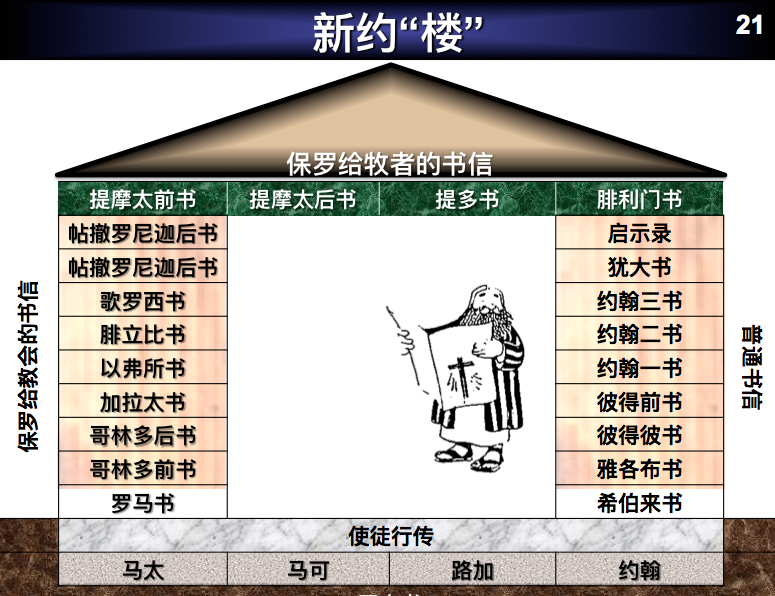 新约“楼”
21
保罗给牧者的书信
提摩太前书 提摩太后书 提多书 腓利门书
帖撒罗尼迦后书 启示录
帖撒罗尼迦后书 犹大书
歌罗西书 约翰三书
腓立比书 约翰二书
以弗所书 约翰一书
加拉太书 彼得前书
哥林多后书 彼得彼书
哥林多前书 雅各布书
罗马书 希伯来书
保罗给教会的书信
普通书信
使徒行传
马太 马可 路加 约翰